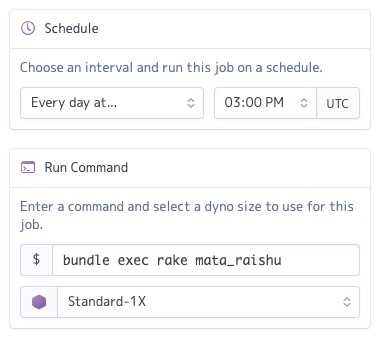 Schedule
Choose an interval and run this job on a schedule.
Every day at...
03:00 PM
UTC
Run Command
Enter a command and select a dyno size to use for this
job.
$ bundle exec rake mata_raishu
Standard-1X